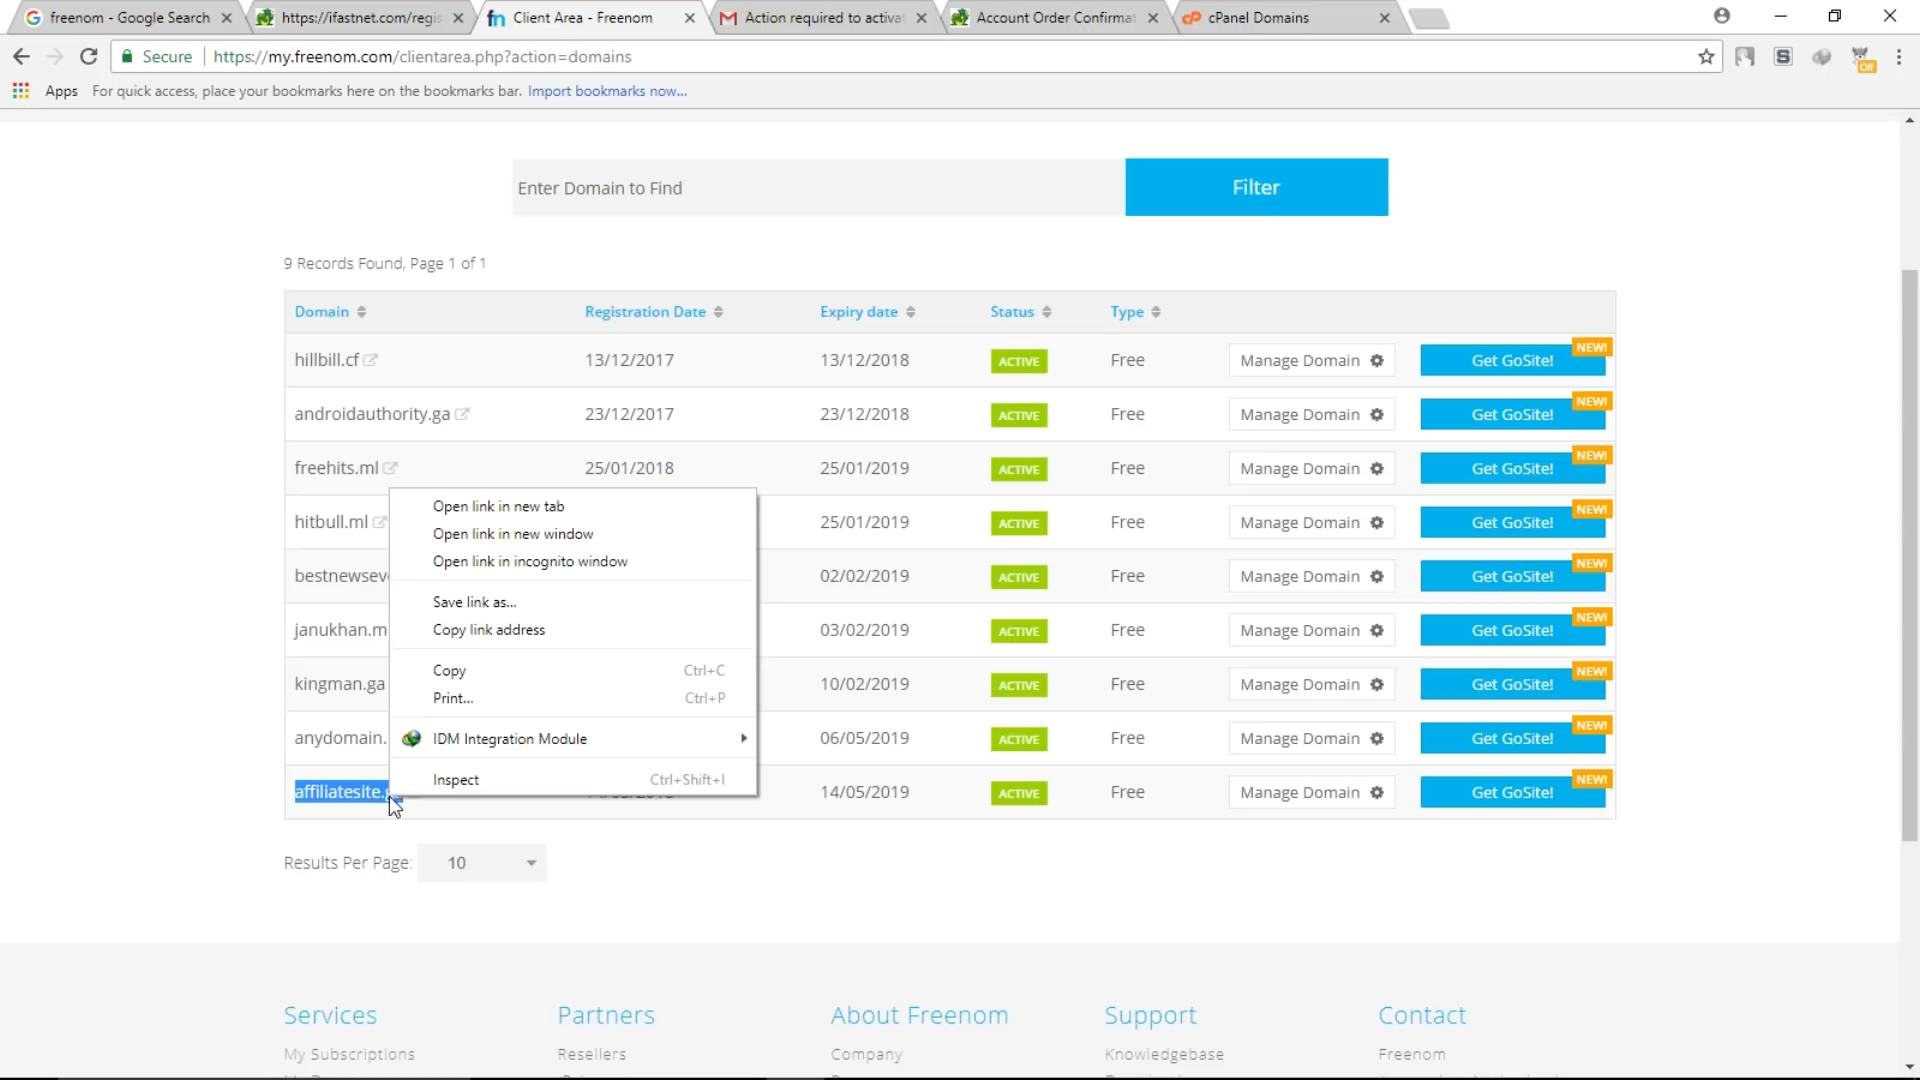 freenom - Google Search
https://ifastnet.com/regis
Client Area - Freenom
Action required to activat
Account Order Confirmat
cPanel Domains
Secure
https://my.freenom.com/clientarea.php?action=domains
Off
Apps
For quick access, place your bookmarks here on the bookmarks bar. Import bookmarks now...
Enter Domain to Find
Filter
9 Records Found, Page 1 of 1
Domain Registration Date Expiry date Status Type
hillbill.cf 13/12/2017 13/12/2018 ACTIVE Free Manage Domain Get GoSite! NEW!
androidauthority.ga 23/12/2017 23/12/2018 ACTIVE Free Manage Domain Get GoSite! NEW!
freehits.ml 25/01/2018 25/01/2019 ACTIVE Free Manage Domain Get GoSite! NEW!
hitbull.ml 25/01/2019 ACTIVE Free Manage Domain Get GoSite! NEW!
bestnewseve 02/02/2019 ACTIVE Free Manage Domain Get GoSite! NEW!
janukhan.m 03/02/2019 ACTIVE Free Manage Domain Get GoSite! NEW!
kingman.ga 10/02/2019 ACTIVE Free Manage Domain Get GoSite! NEW!
anydomain. 06/05/2019 ACTIVE Free Manage Domain Get GoSite! NEW!
affiliatesite. 14/05/2019 ACTIVE Free Manage Domain Get GoSite! NEW!
Open link in new tab
Open link in new window
Open link in incognito window
Save link as...
Copy link address
Copy Ctrl+C
Print... Ctrl+P
IDM Integration Module
Inspect Ctrl+Shift+I
Results Per Page: 10
Services Partners About Freenom Support Contact
My Subscriptions Resellers Company Knowledgebase Freenom